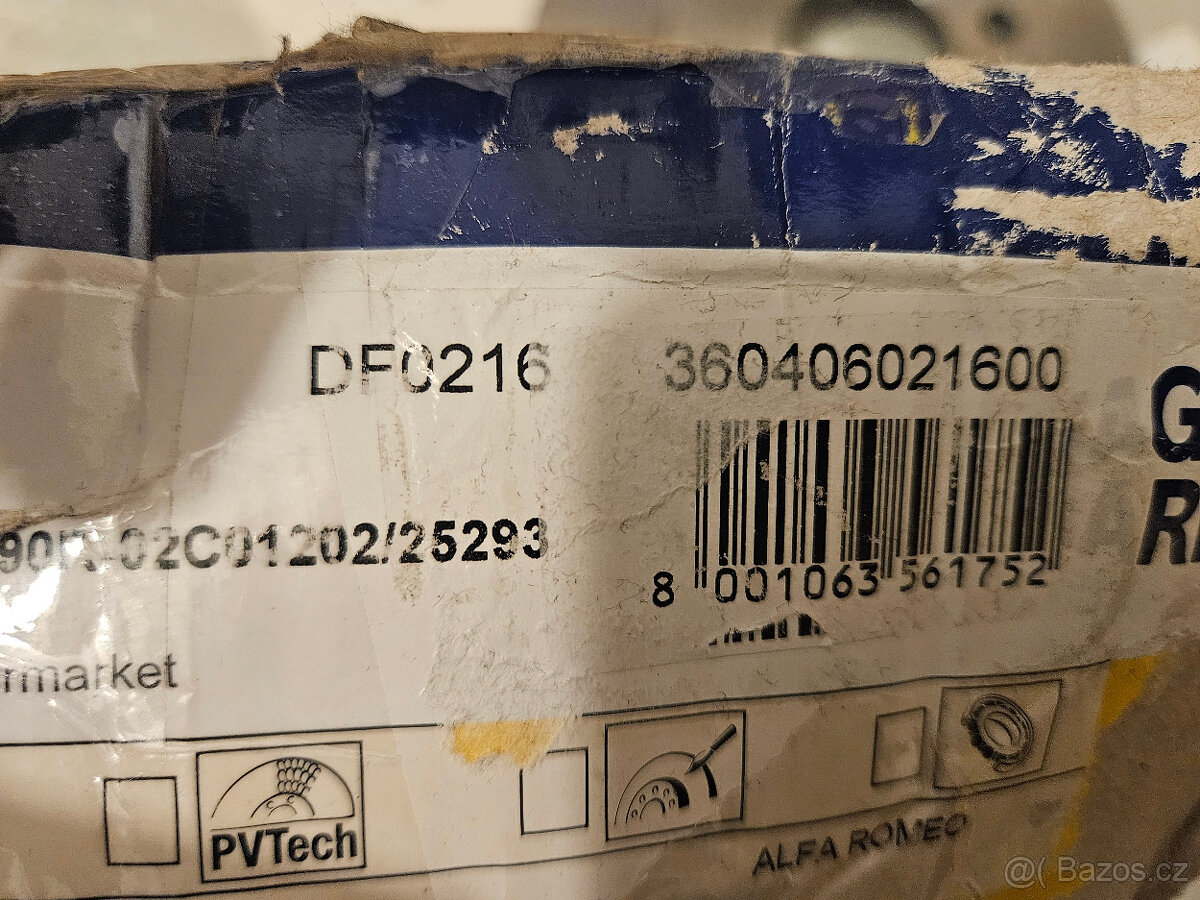 DF0216 360406021600
G
90R-02C01202/25293
R
8 001063 561752
rmarket
PVTech
ALFA ROMEO
@( Bazos.cz